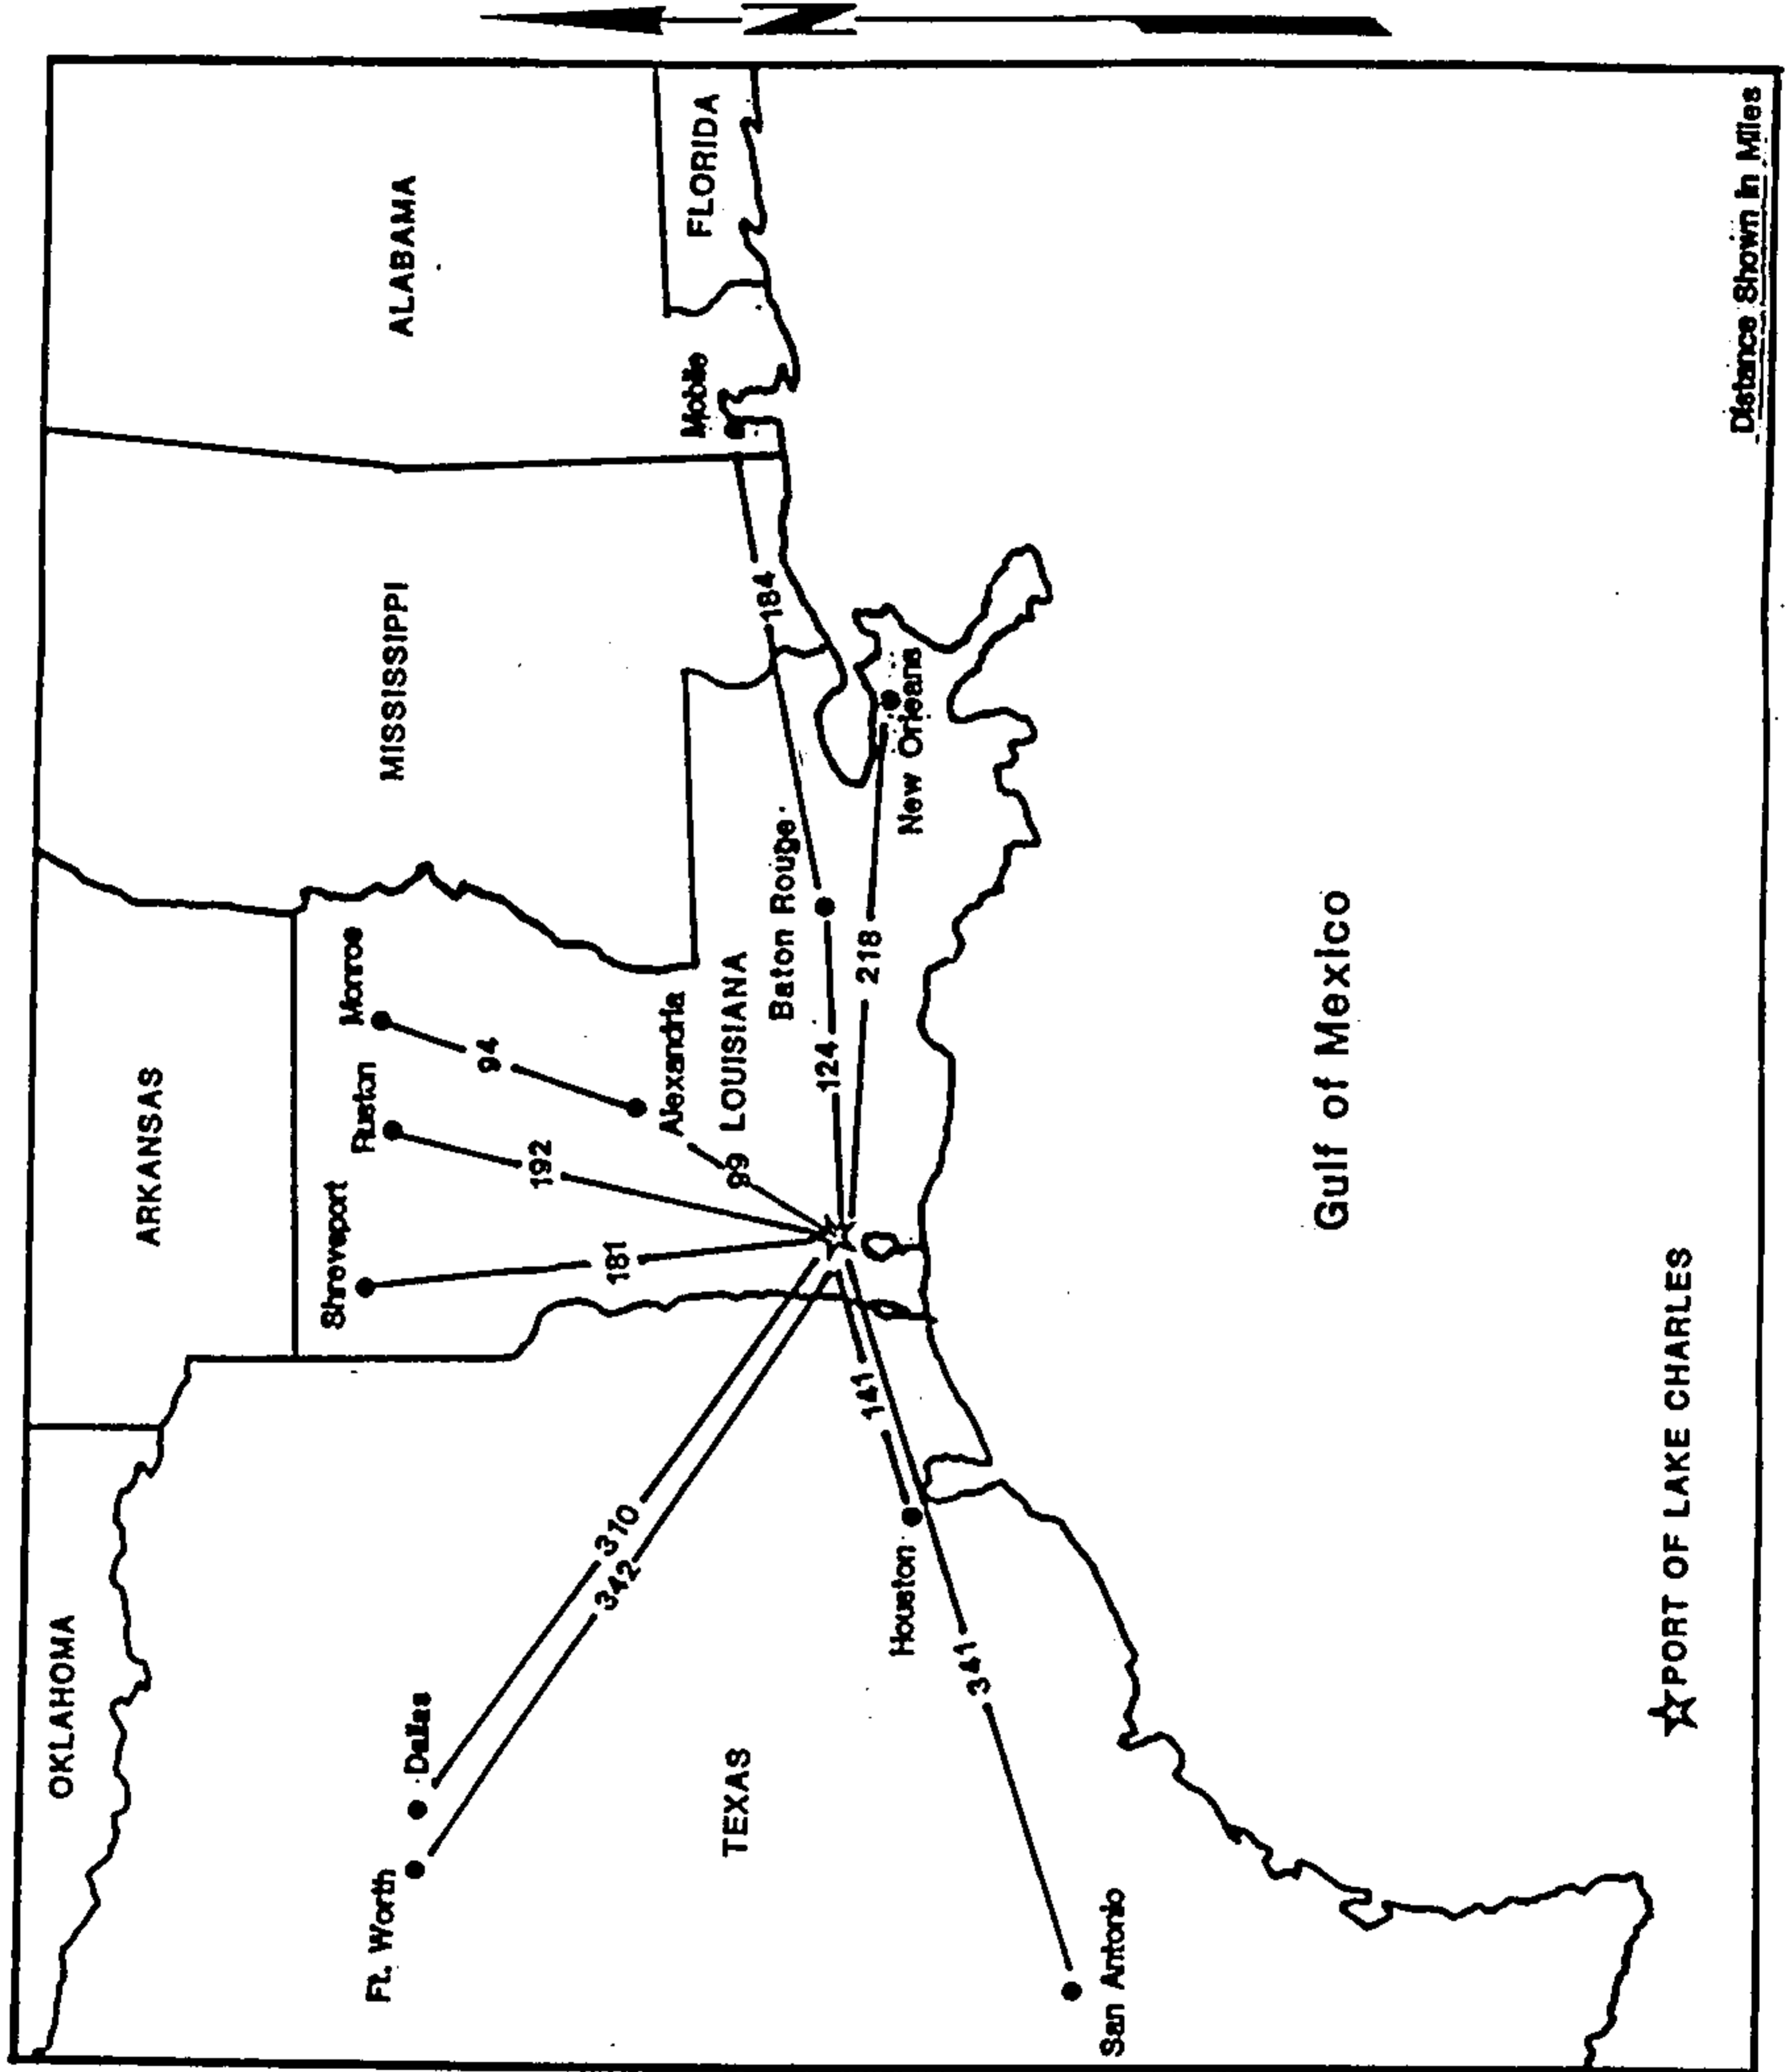 N
OKLAHOMA
ARKANSAS
MISSISSIPPI
ALABAMA
FLORIDA
Shreveport
Ruston
Monroe
Ft. Worth
Dallas
181
192
94
Alexandria
99
LOUISIANA
Baton Rouge
Mobile
184
370
342
TEXAS
124
218
New Orleans
141
Houston
341
San Antonio
Gulf of Mexico
PORT OF LAKE CHARLES
Distance Shown in Miles